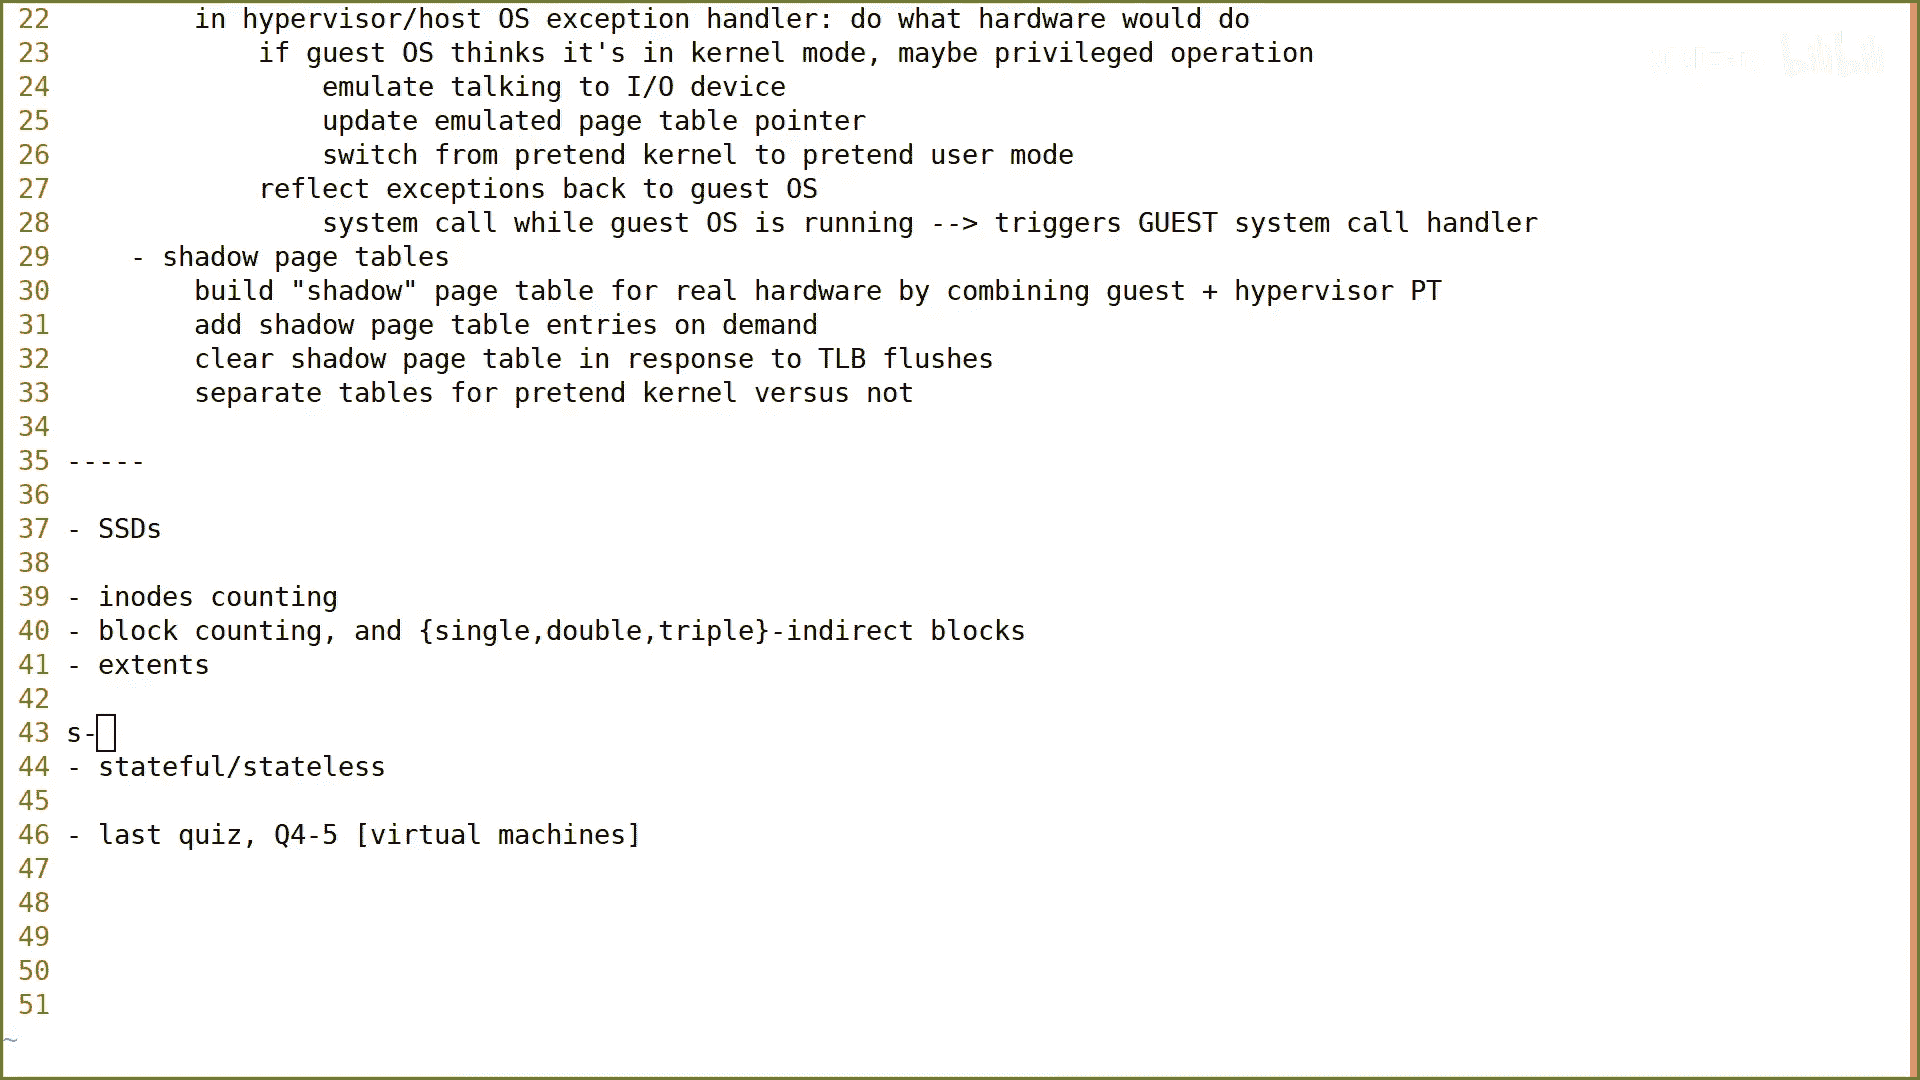 22 in hypervisor/host OS exception handler: do what hardware would do
23 if guest OS thinks it's in kernel mode, maybe privileged operation
24 emulate talking to I/O device
25 update emulated page table pointer
26 switch from pretend kernel to pretend user mode
27 reflect exceptions back to guest OS
28 system call while guest OS is running --> triggers GUEST system call handler
29 - shadow page tables
30 build "shadow" page table for real hardware by combining guest + hypervisor PT
31 add shadow page table entries on demand
32 clear shadow page table in response to TLB flushes
33 separate tables for pretend kernel versus not
34
35 -----
36
37 - SSDs
38
39 - inodes counting
40 - block counting, and {single,double,triple}-indirect blocks
41 - extents
42
43 s-
44 - stateful/stateless
45
46 - last quiz, Q4-5 [virtual machines]
47
48
49
50
51
~